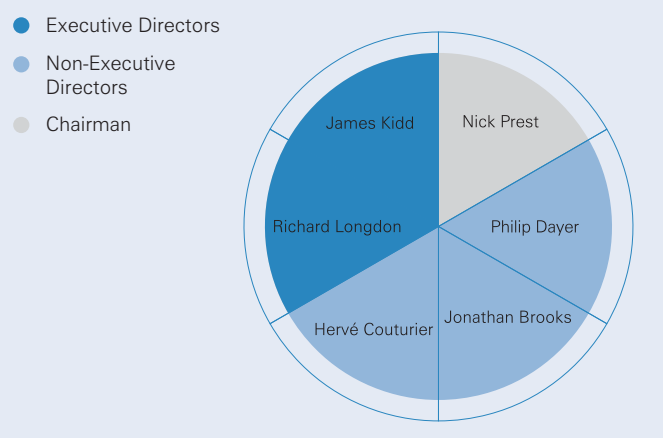 Executive Directors
Non-Executive
Directors
Chairman
James Kidd
Nick Prest
Richard Longdon
Philip Dayer
Hervé Couturier
Jonathan Brooks